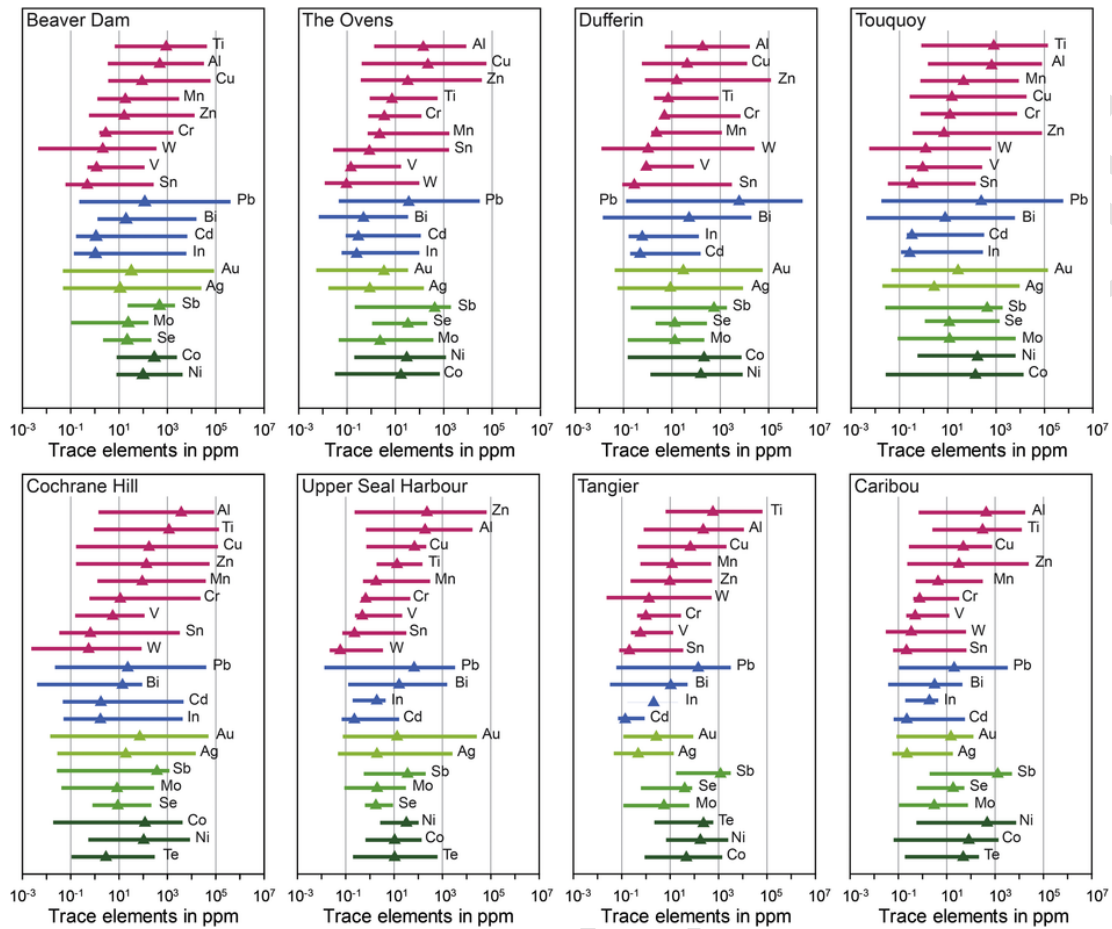 Beaver Dam
Ti
Al
Cu
Mn
Zn
Cr
W
V
Sn
Pb
Bi
Cd
In
Au
Ag
Sb
Mo
Se
Co
Ni
10-3 10-1 101 103 105 107
Trace elements in ppm
The Ovens
Al
Cu
Zn
Ti
Cr
Mn
Sn
V
W
Pb
Bi
Cd
In
Au
Ag
Sb
Se
Mo
Ni
Co
10-3 10-1 101 103 105 107
Trace elements in ppm
Dufferin
Al
Cu
Zn
Ti
Cr
Mn
W
V
Sn
Pb
Bi
In
Cd
Au
Ag
Sb
Se
Mo
Co
Ni
10-3 10-1 101 103 105 107
Trace elements in ppm
Touquoy
Ti
Al
Mn
Cu
Cr
Zn
W
V
Sn
Pb
Bi
Cd
In
Au
Ag
Sb
Se
Mo
Ni
Co
10-3 10-1 101 103 105 107
Trace elements in ppm
Cochrane Hill
Al
Ti
Cu
Zn
Mn
Cr
V
Sn
W
Pb
Bi
Cd
In
Au
Ag
Sb
Mo
Se
Co
Ni
Te
10-3 10-1 101 103 105 107
Trace elements in ppm
Upper Seal Harbour
Zn
Al
Cu
Ti
Mn
Cr
V
Sn
W
Pb
Bi
In
Cd
Au
Ag
Sb
Mo
Se
Ni
Co
Te
10-3 10-1 101 103 105 107
Trace elements in ppm
Tangier
Ti
Al
Cu
Mn
Zn
W
Cr
V
Sn
Pb
Bi
In
Cd
Au
Ag
Sb
Se
Mo
Te
Ni
Co
10-3 10-1 101 103 105 107
Trace elements in ppm
Caribou
Al
Ti
Cu
Zn
Mn
Cr
V
W
Sn
Pb
Bi
In
Cd
Au
Ag
Sb
Se
Mo
Ni
Co
Te
10-3 10-1 101 103 105 107
Trace elements in ppm